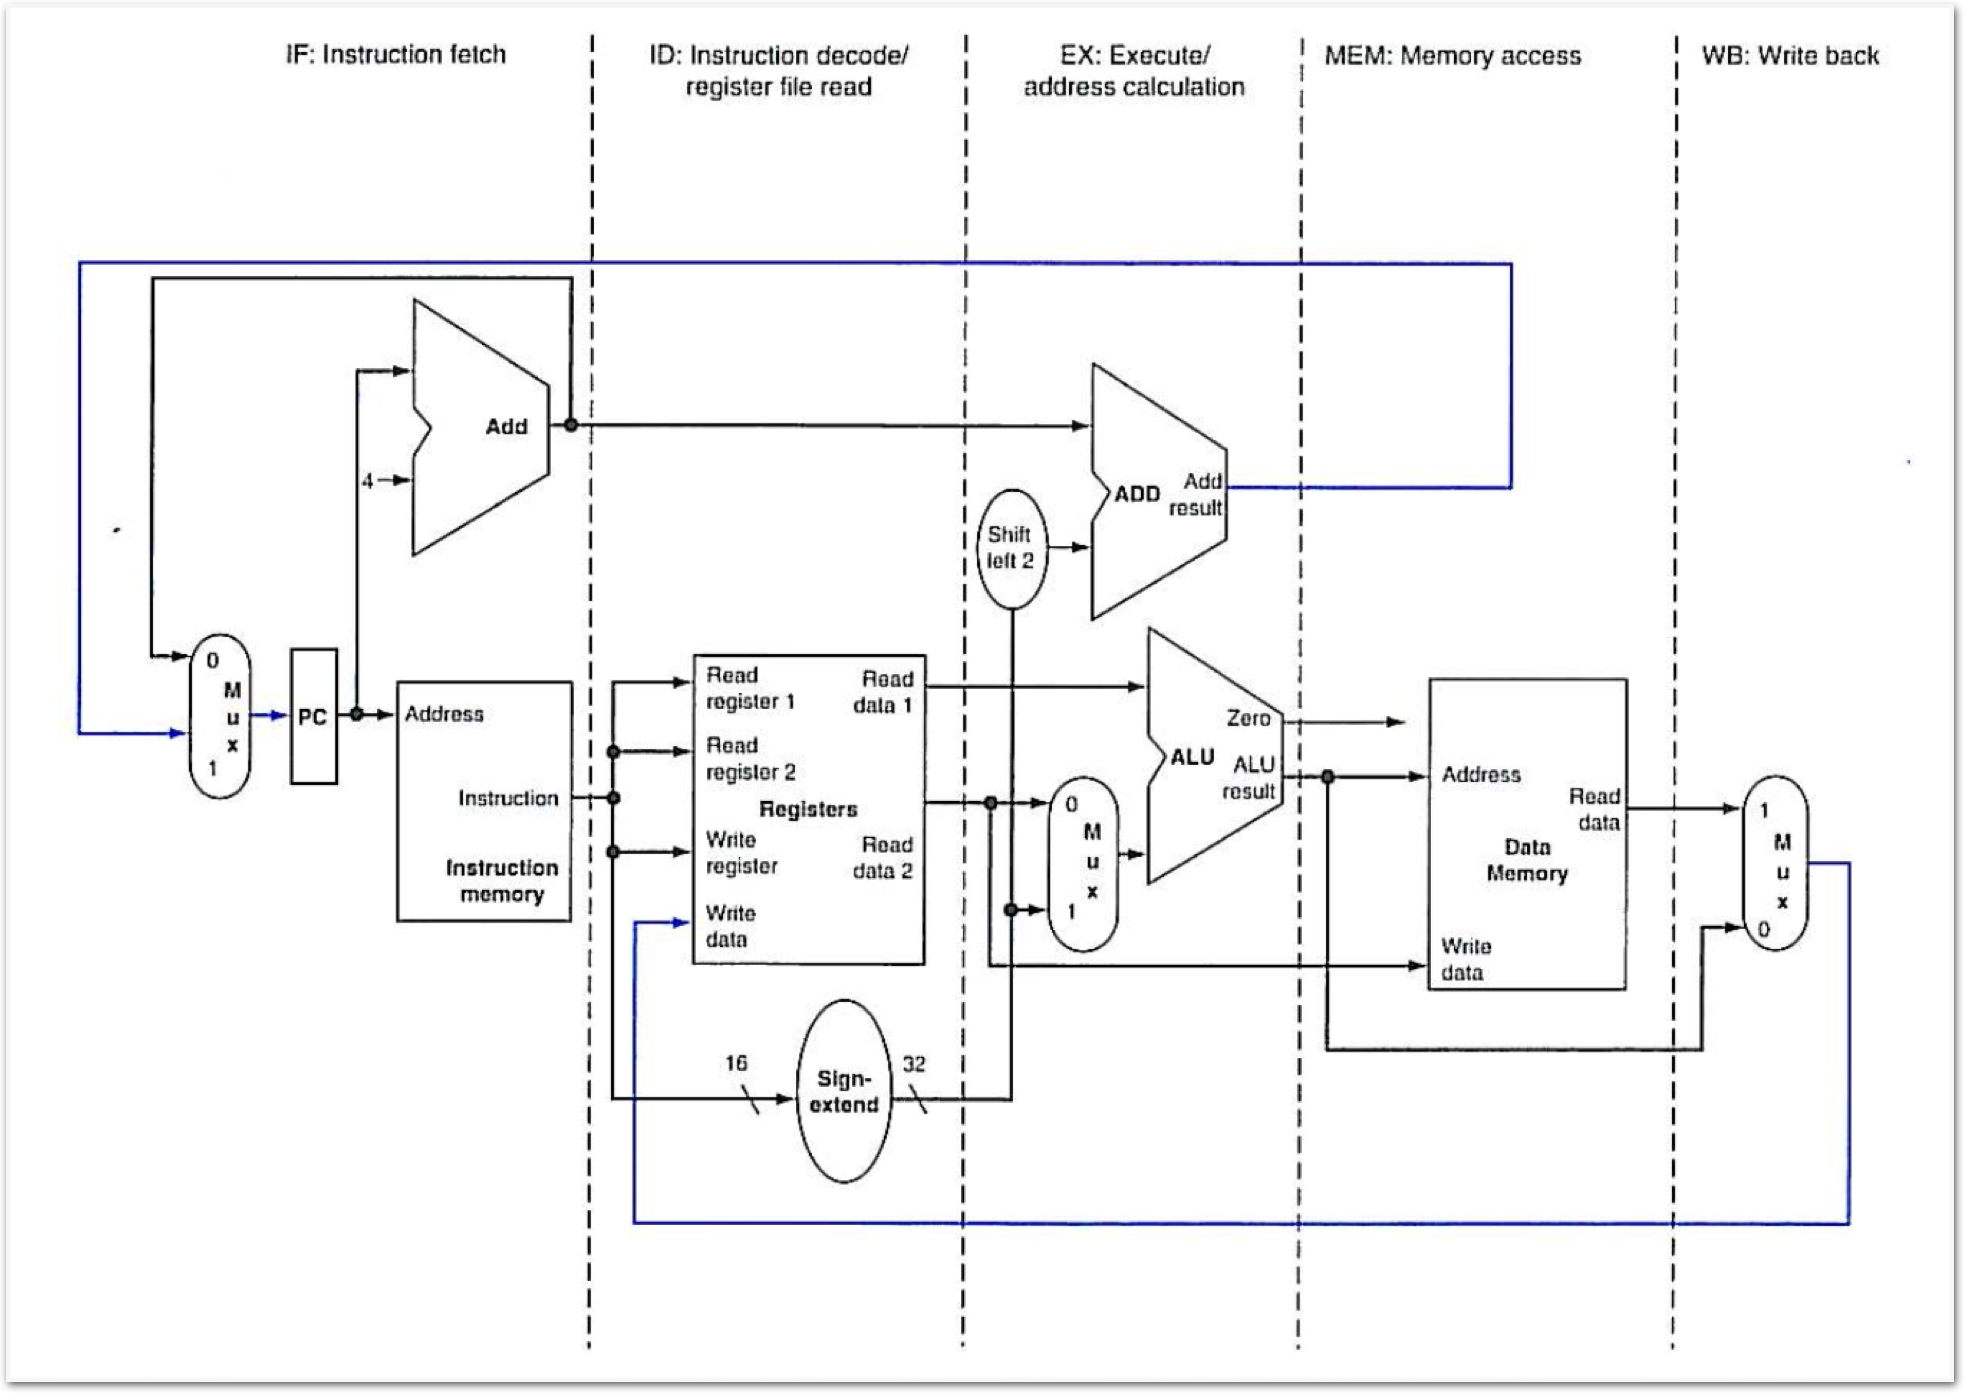 IF: Instruction fetch
ID: Instruction decode/
register file read
EX: Execute/
address calculation
MEM: Memory access
WB: Write back
Add
4
ADD
Add
result
Shift
left 2
0
M
u
x
1
PC
Address
Instruction
Instruction
memory
Read
register 1
Read
data 1
Read
register 2
Registers
Write
register
Read
data 2
Write
data
0
M
u
x
1
Zero
ALU
ALU
result
Address
Read
data
Data
Memory
Write
data
1
M
u
x
0
16
Sign-
extend
32